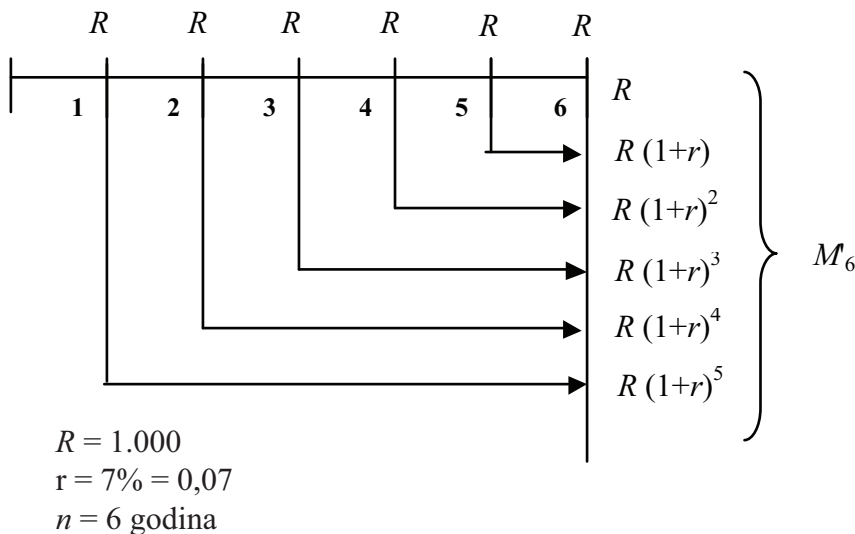 R R R R R R
1 2 3 4 5 6
R
R (1+r)
R (1+r)²
R (1+r)³
M'₆
R (1+r)⁴
R (1+r)⁵
R = 1.000
r = 7% = 0,07
n = 6 godina